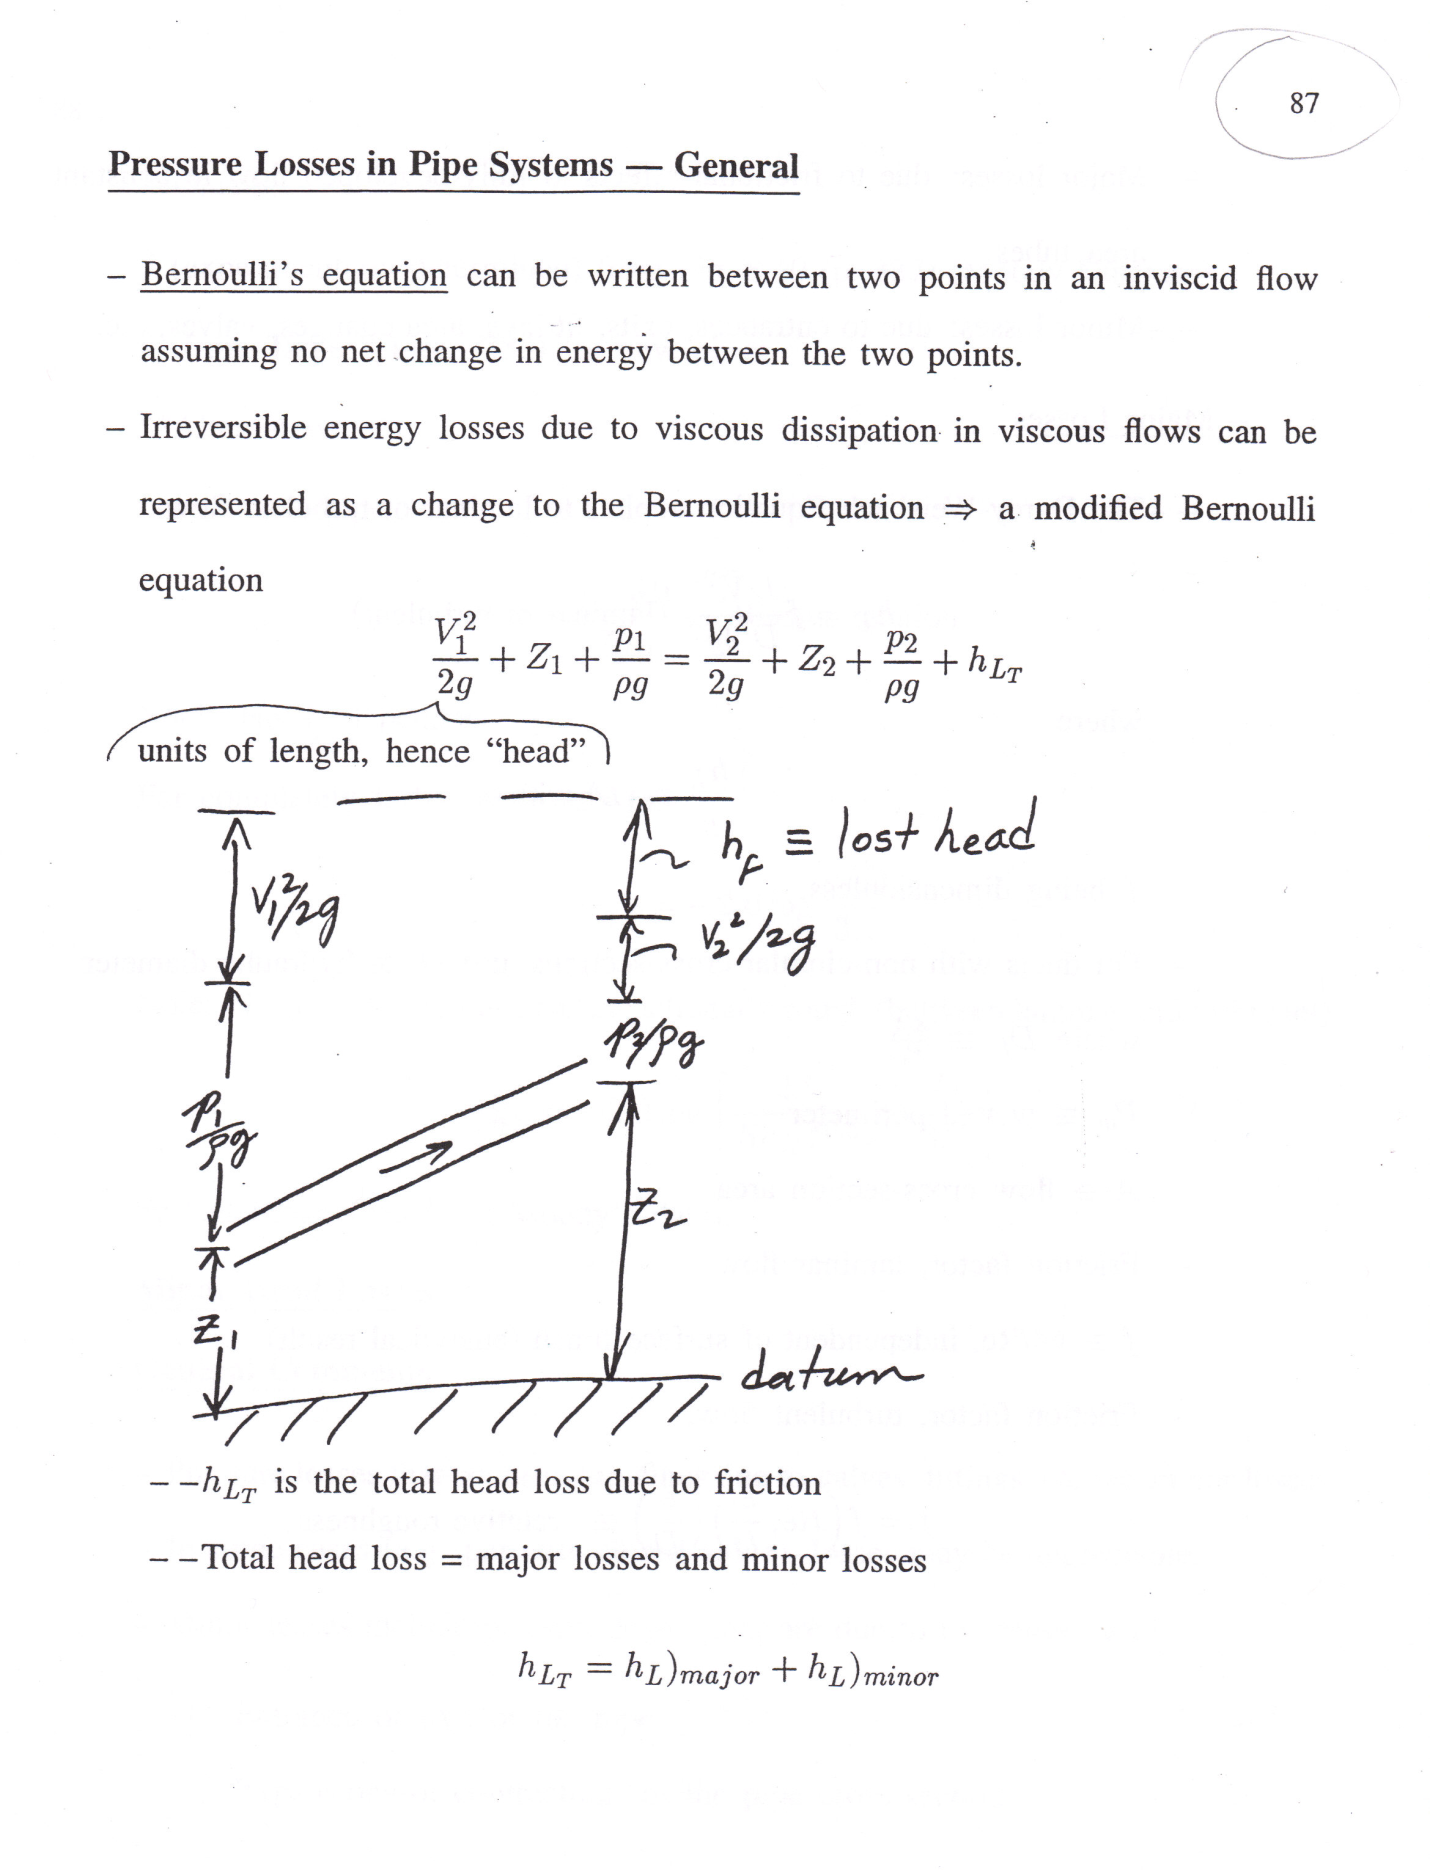 87
Pressure Losses in Pipe Systems — General
– Bernoulli's equation can be written between two points in an inviscid flow
assuming no net change in energy between the two points.
– Irreversible energy losses due to viscous dissipation in viscous flows can be
represented as a change to the Bernoulli equation ⇒ a modified Bernoulli
equation
V₁²/2g + Z₁ + p₁/ρg = V₂²/2g + Z₂ + p₂/ρg + h_{L_T}
units of length, hence “head”
h_f ≡ lost head
V₁²/2g
V₂²/2g
p₂/ρg
p₁/ρg
Z₂
Z₁
datum
– –h_{L_T} is the total head loss due to friction
– –Total head loss = major losses and minor losses
h_{L_T} = h_L)_{major} + h_L)_{minor}